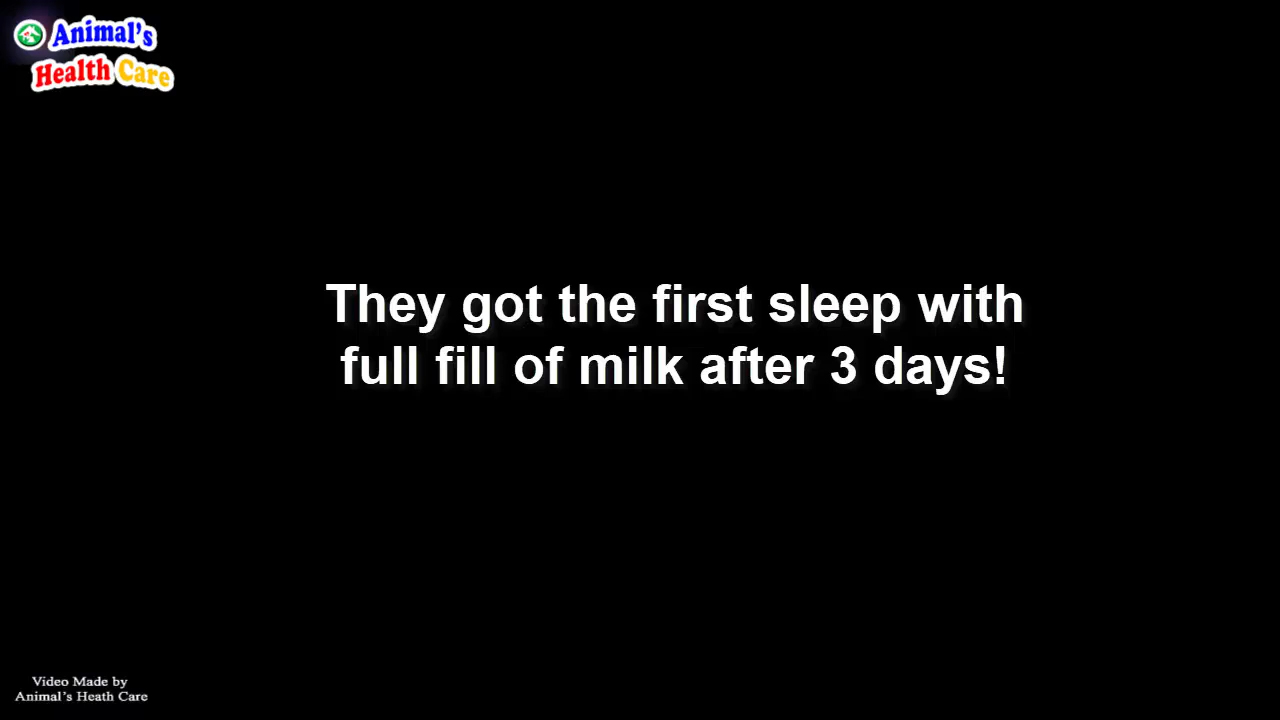 Animal's
Health Care
They got the first sleep with
full fill of milk after 3 days!
Video Made by
Animal's Heath Care